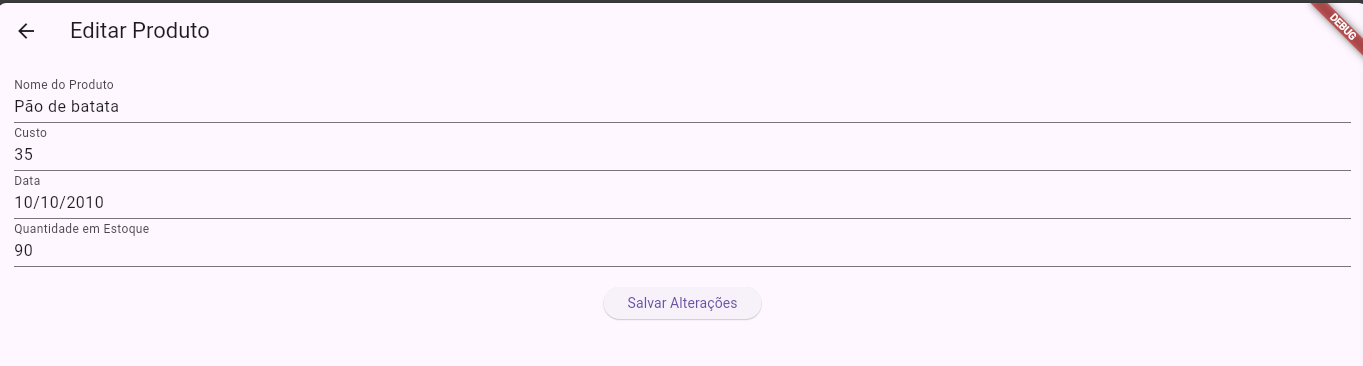 Editar Produto
DEBUG
Nome do Produto
Pão de batata
Custo
35
Data
10/10/2010
Quantidade em Estoque
90
Salvar Alterações